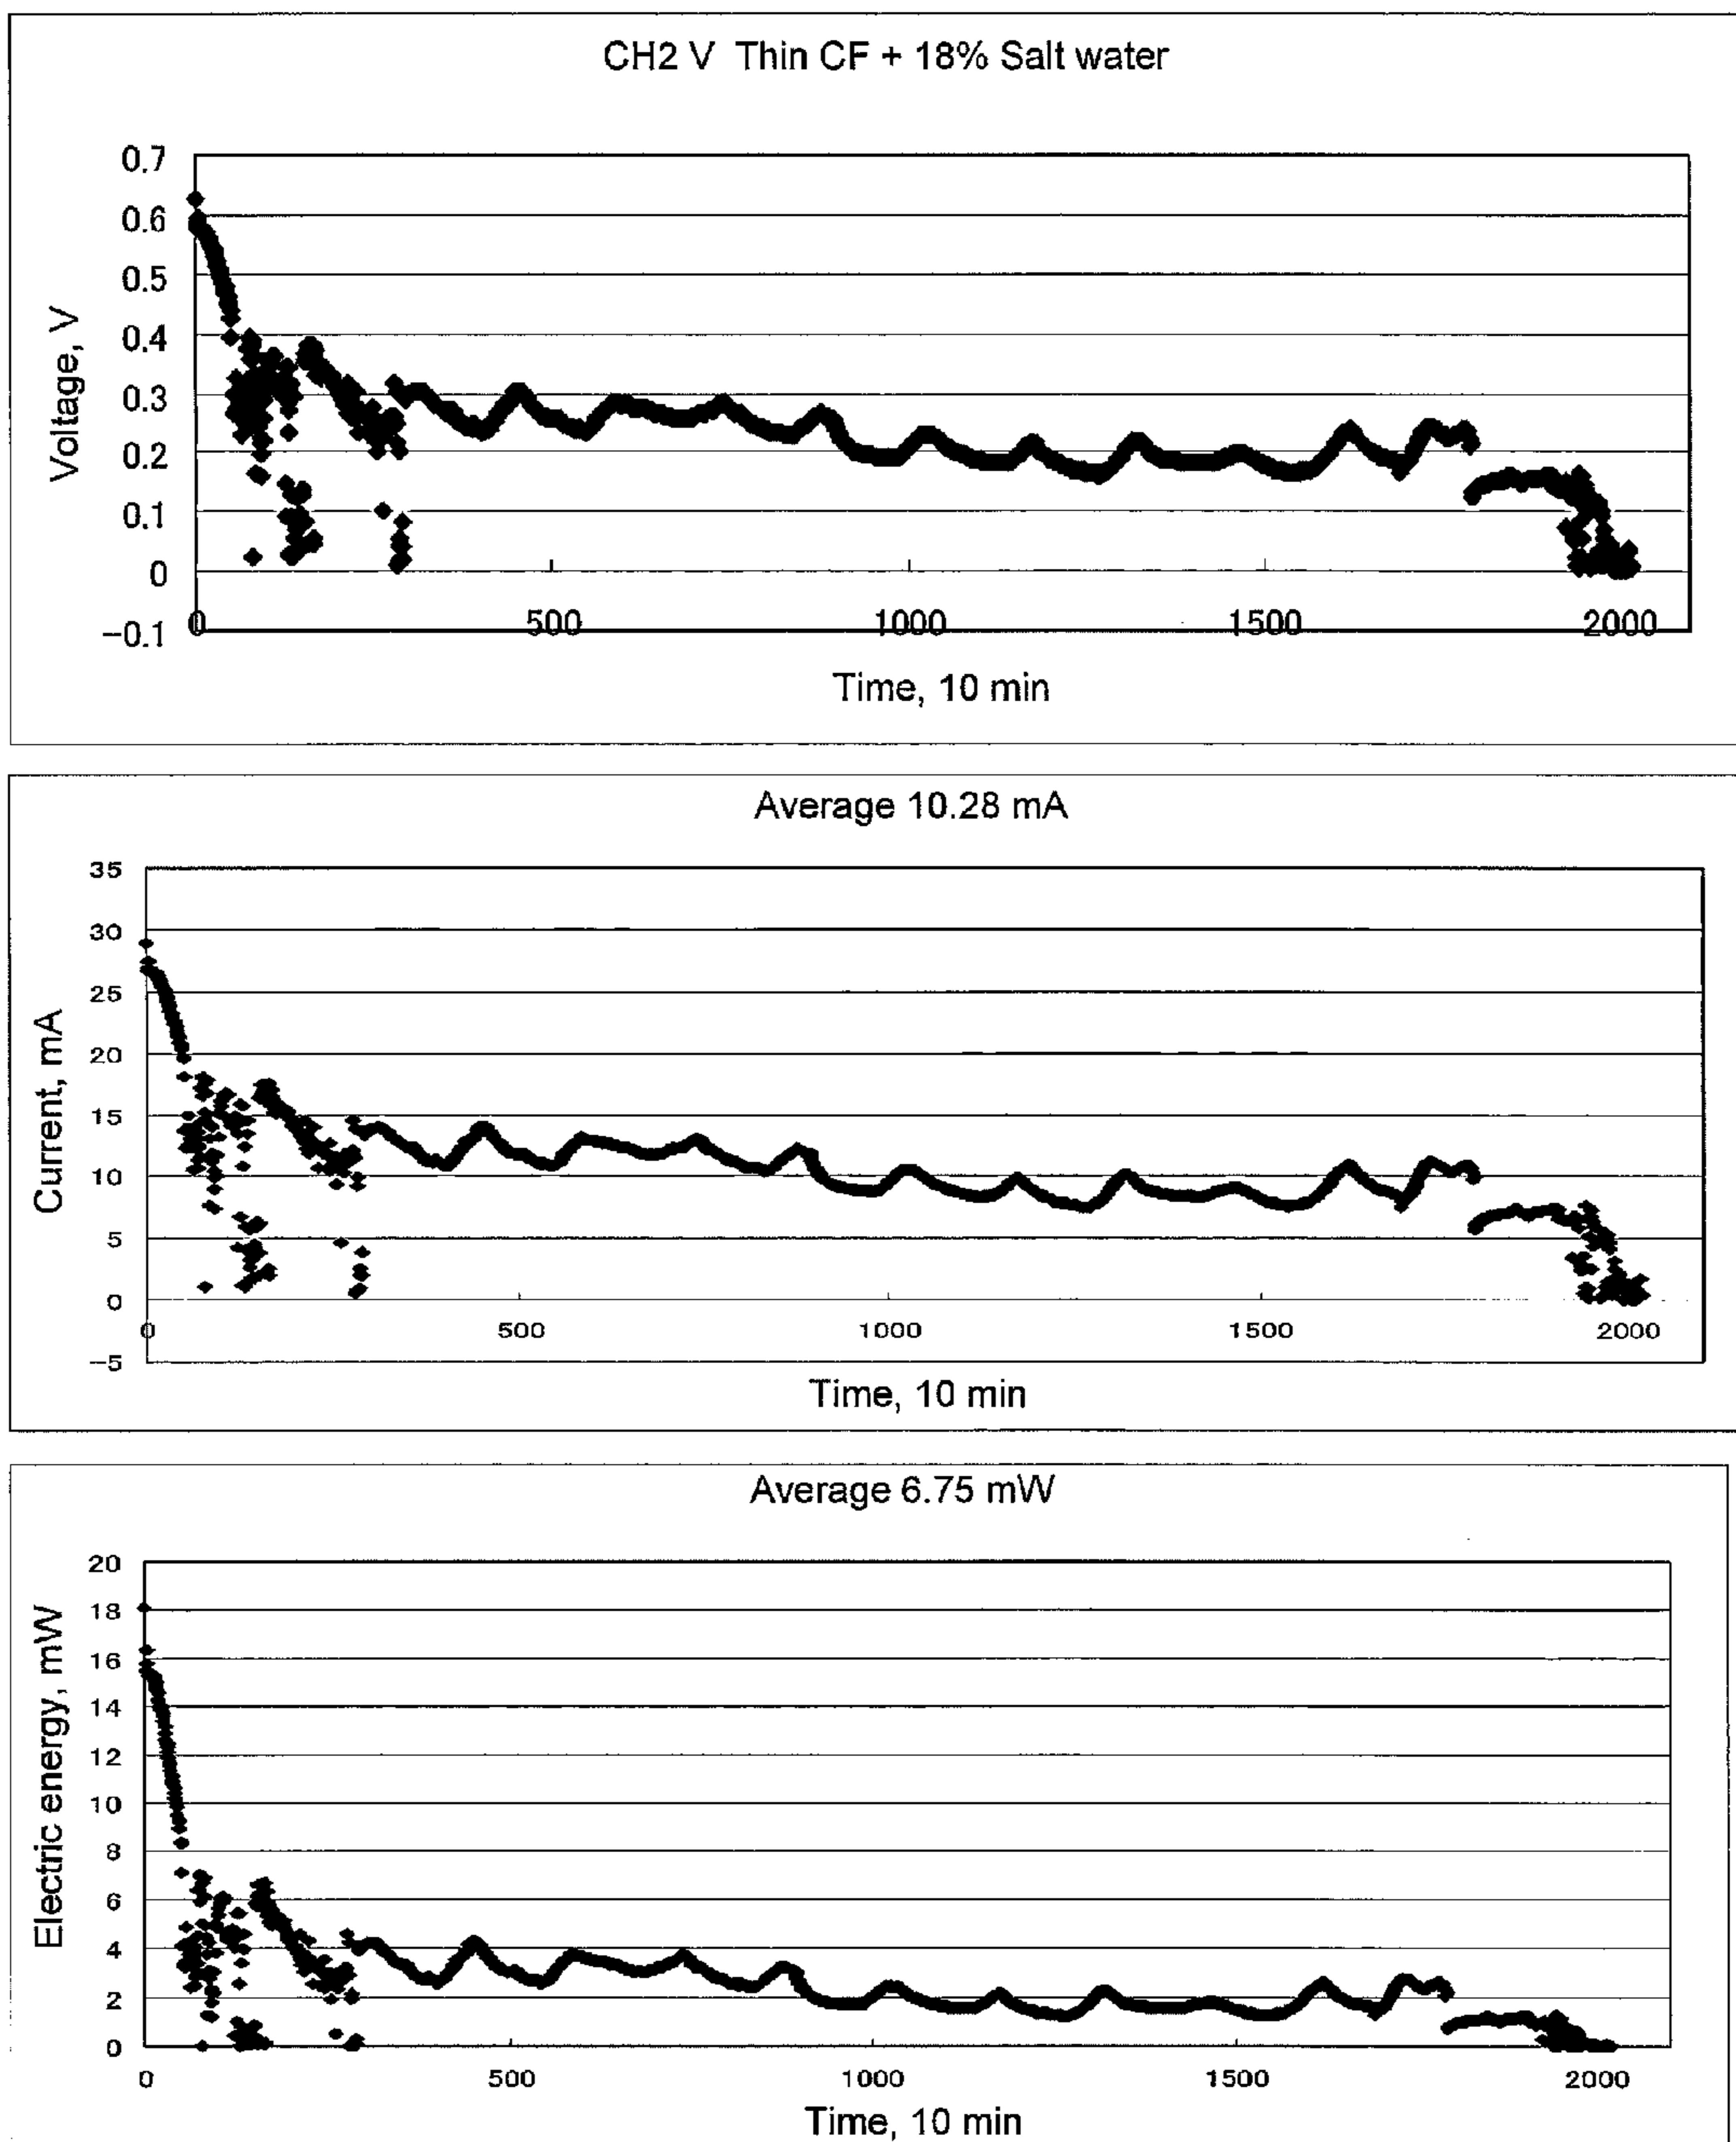 CH2 V Thin CF + 18% Salt water
0.7
0.6
0.5
0.4
0.3
0.2
0.1
0
−0.1
Voltage, V
0 500 1000 1500 2000
Time, 10 min
Average 10.28 mA
35
30
25
20
15
10
5
0
−5
Current, mA
0 500 1000 1500 2000
Time, 10 min
Average 6.75 mW
20
18
16
14
12
10
8
6
4
2
0
Electric energy, mW
0 500 1000 1500 2000
Time, 10 min